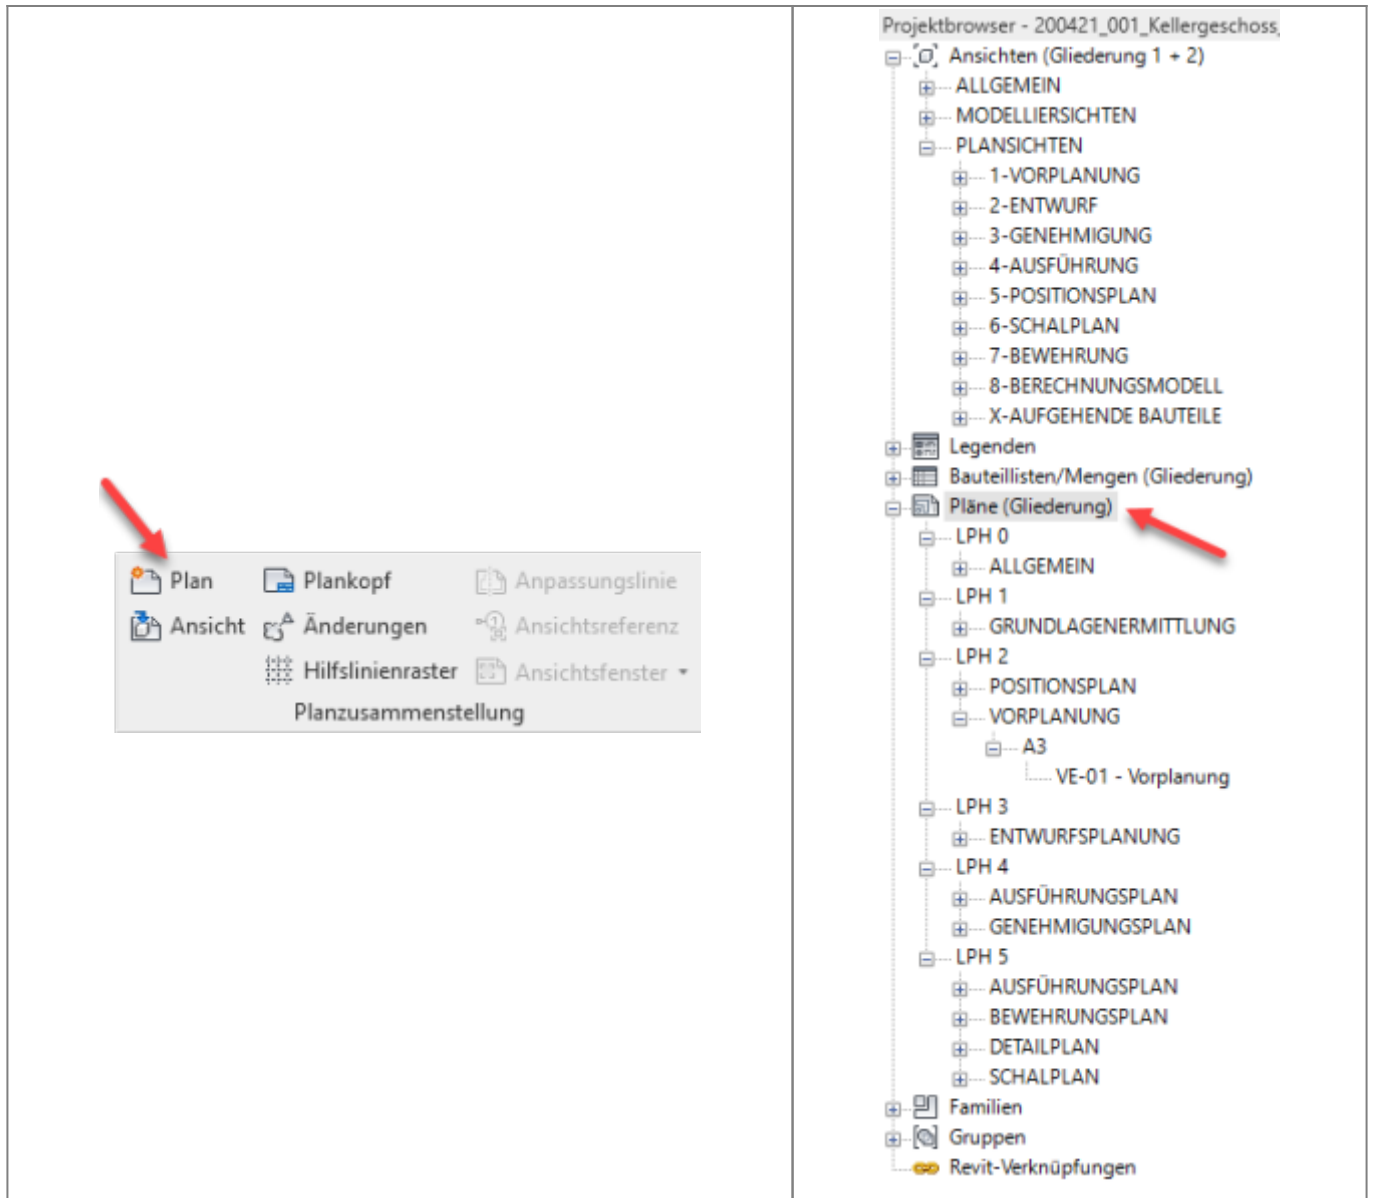 Plan
Plankopf
Anpassungslinie
Ansicht
Änderungen
Ansichtsreferenz
Hilfslinienraster
Ansichtsfenster
Planzusammenstellung
Projektbrowser - 200421_001_Kellergeschoss_
Ansichten (Gliederung 1 + 2)
ALLGEMEIN
MODELLIERSICHTEN
PLANSICHTEN
1-VORPLANUNG
2-ENTWURF
3-GENEHMIGUNG
4-AUSFÜHRUNG
5-POSITIONSPLAN
6-SCHALPLAN
7-BEWEHRUNG
8-BERECHNUNGSMODELL
X-AUFGEHENDE BAUTEILE
Legenden
Bauteillisten/Mengen (Gliederung)
Pläne (Gliederung)
LPH 0
ALLGEMEIN
LPH 1
GRUNDLAGENERMITTLUNG
LPH 2
POSITIONSPLAN
VORPLANUNG
A3
VE-01 - Vorplanung
LPH 3
ENTWURFSPLANUNG
LPH 4
AUSFÜHRUNGSPLAN
GENEHMIGUNGSPLAN
LPH 5
AUSFÜHRUNGSPLAN
BEWEHRUNGSPLAN
DETAILPLAN
SCHALPLAN
Familien
Gruppen
Revit-Verknüpfungen